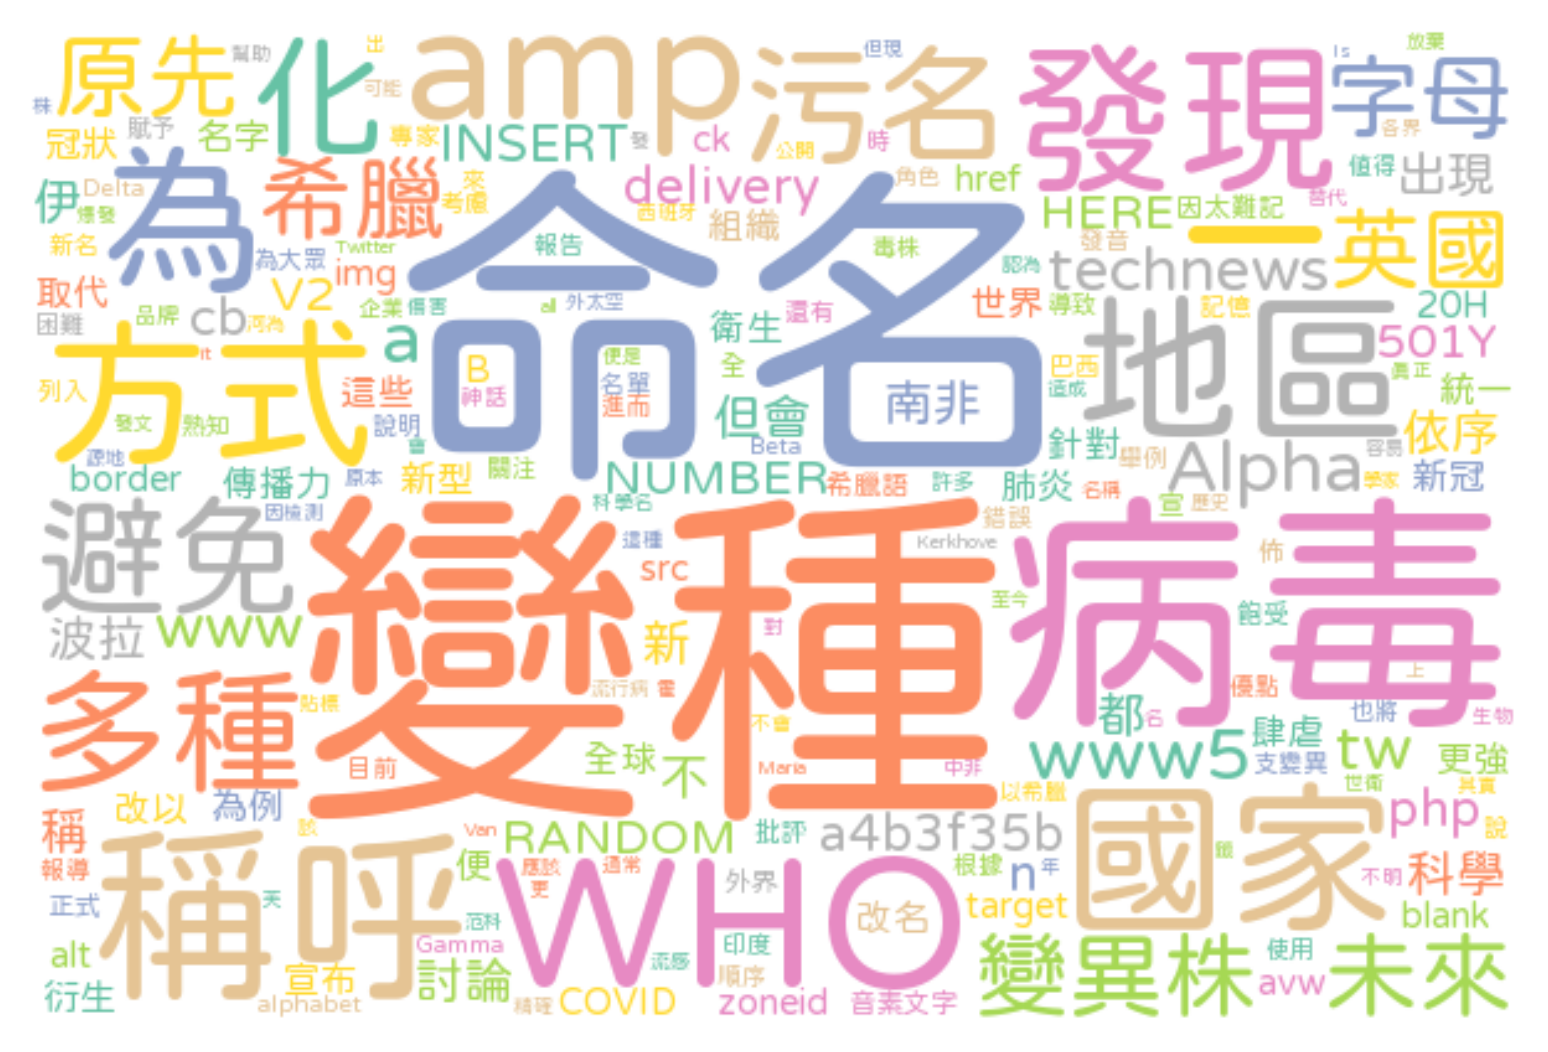 原先 幫助 化 出 可能 amp 污名 但現 發現 Is 放棄 字母
株 冠狀 賦予 名字 專家 INSERT 發 ck 公開 時 各界
伊 Delta 爆發 為 希臘 來 考慮 delivery 角色 href HERE 因太難記 替代 值得 出現
新名 為大眾 Twitter img 命名 報告 西班牙 組織 毒株 發音 一 英國
取代 困難 品牌 cb 河為 V2 企業 傷害 al 外太空 衛生 還有 認為 technews 世界 導致 記憶 20H
方式 It a B 神話 便是 名單 進而 全 南非 巴西 造成 地區 501Y 真正
列入 發文 熟知 這些 說明 會 但會 Beta 針對 舉例 Alpha 容易 統一 依序
源地 border 傳播力 原本 新型 關注 NUMBER 希臘語 許多 肺炎 名稱 學家 新冠
避免 因檢測 變種 科學名 這種 src 錯誤 Kerkhove 宣 歷史 病毒 佈
波拉 www 新 對 至今 飽受
多種 貼標 流行病 霍 不會 都 名 優點 上 也將 生物
目前 全球 不 Maria 中非 www5 肆虐 支變異 tw 更強
改以 為例 以希臘 世衛 其實
稱 該 Van RANDOM 批評 a4b3f35b 國家 php 說
報導 稱呼 便 應該 更 通常 WHO 外界 根據 n 年 籤 不明 科學
正式 天 范科 改名 target blank
alt Gamma 流感 印度 變異株 使用 未來
衍生 宣布 alphabet 討論 精確 COVID 順序 zoneid 音素文字 avw